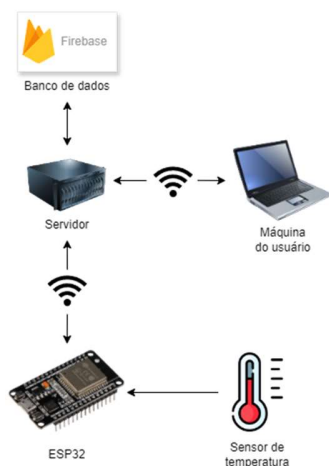 Firebase
Banco de dados
Servidor
Máquina
do usuário
ESP32
Sensor de
temperatura